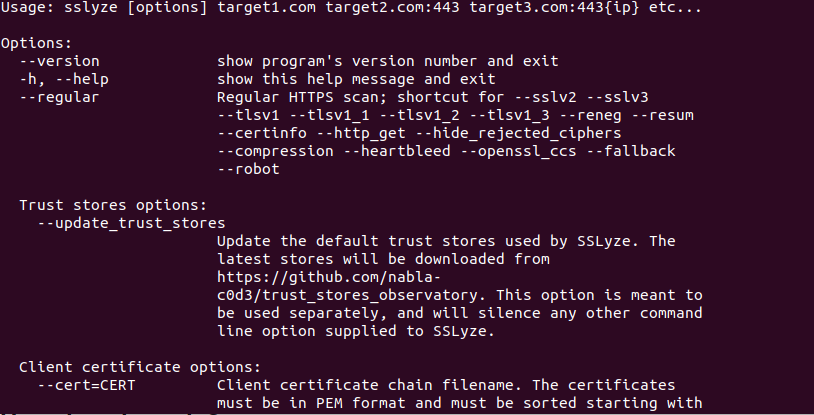 Usage: sslyze [options] target1.com target2.com:443 target3.com:443{ip} etc...
Options:
--version show program's version number and exit
-h, --help show this help message and exit
--regular Regular HTTPS scan; shortcut for --sslv2 --sslv3
--tlsv1 --tlsv1_1 --tlsv1_2 --tlsv1_3 --reneg --resum
--certinfo --http_get --hide_rejected_ciphers
--compression --heartbleed --openssl_ccs --fallback
--robot
Trust stores options:
--update_trust_stores
Update the default trust stores used by SSLyze. The
latest stores will be downloaded from
https://github.com/nabla-
c0d3/trust_stores_observatory. This option is meant to
be used separately, and will silence any other command
line option supplied to SSLyze.
Client certificate options:
--cert=CERT Client certificate chain filename. The certificates
must be in PEM format and must be sorted starting with